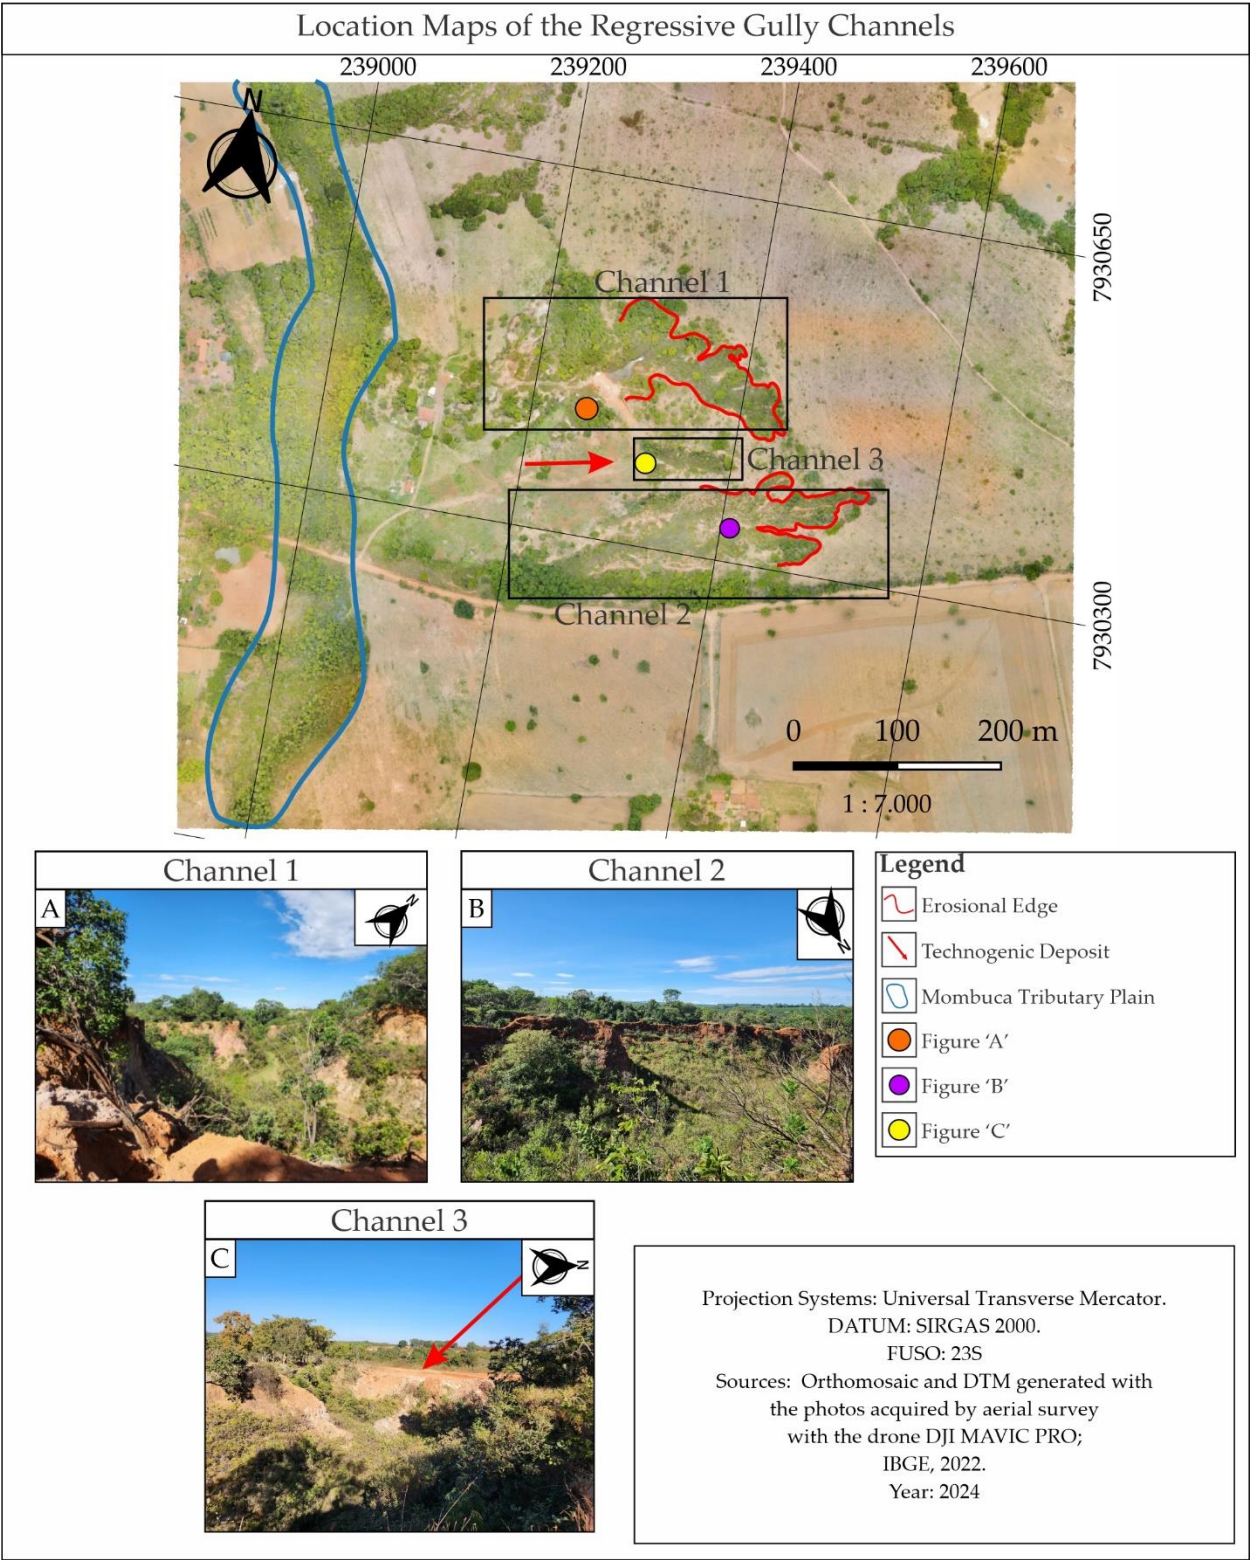 Location Maps of the Regressive Gully Channels
239000 239200 239400 239600
N
7930650
Channel 1
Channel 3
Channel 2
7930300
0 100 200 m
1 : 7.000
Channel 1
A
N
Channel 2
B
N
Legend
Erosional Edge
Technogenic Deposit
Mombuca Tributary Plain
Figure ‘A’
Figure ‘B’
Figure ‘C’
Channel 3
C
N
Projection Systems: Universal Transverse Mercator.
DATUM: SIRGAS 2000.
FUSO: 23S
Sources: Orthomosaic and DTM generated with
the photos acquired by aerial survey
with the drone DJI MAVIC PRO;
IBGE, 2022.
Year: 2024